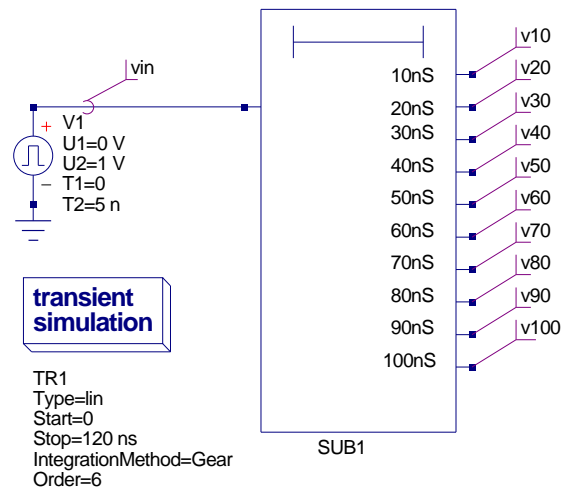 vin
V1
U1=0 V
U2=1 V
T1=0
T2=5 n
10nS
20nS
30nS
40nS
50nS
60nS
70nS
80nS
90nS
100nS
v10
v20
v30
v40
v50
v60
v70
v80
v90
v100
SUB1
transient
simulation
TR1
Type=lin
Start=0
Stop=120 ns
IntegrationMethod=Gear
Order=6